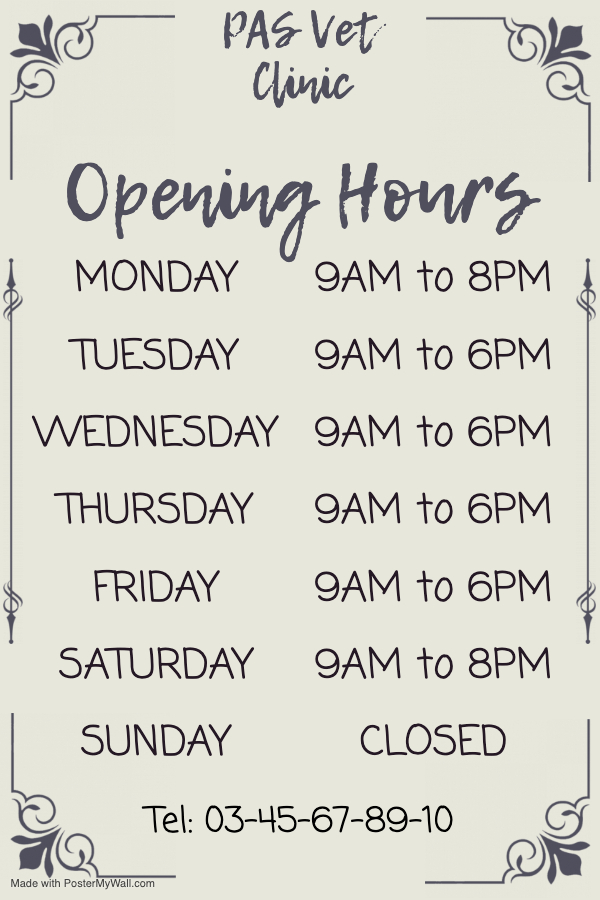 PAS Vet
Clinic
Opening Hours
MONDAY 9AM to 8PM
TUESDAY 9AM to 6PM
WEDNESDAY 9AM to 6PM
THURSDAY 9AM to 6PM
FRIDAY 9AM to 6PM
SATURDAY 9AM to 8PM
SUNDAY CLOSED
Tel: 03-45-67-89-10
Made with PosterMyWall.com